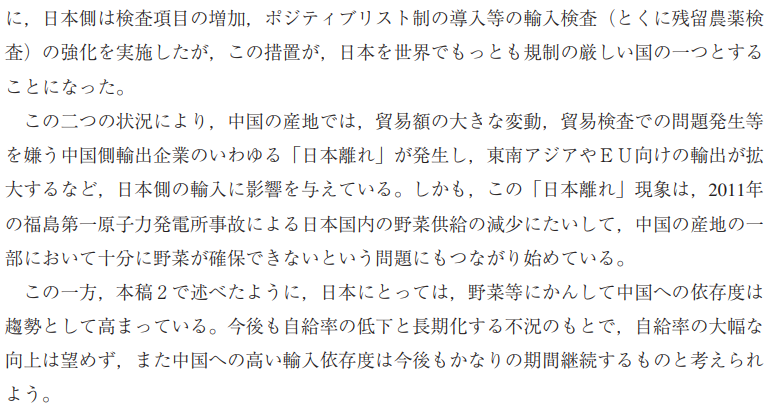 に，日本側は検査項目の増加，ポジティブリスト制の導入等の輸入検査（とくに残留農薬検
査）の強化を実施したが，この措置が，日本を世界でもっとも規制の厳しい国の一つとする
ことになった。
　この二つの状況により，中国の産地では，貿易額の大きな変動，貿易検査での問題発生等
を嫌う中国側輸出企業のいわゆる「日本離れ」が発生し，東南アジアやＥＵ向けの輸出が拡
大するなど，日本側の輸入に影響を与えている。しかも，この「日本離れ」現象は，2011年
の福島第一原子力発電所事故による日本国内の野菜供給の減少にたいして，中国の産地の一
部において十分に野菜が確保できないという問題にもつながり始めている。
　この一方，本稿２で述べたように，日本にとっては，野菜等にかんして中国への依存度は
趨勢として高まっている。今後も自給率の低下と長期化する不況のもとで，自給率の大幅な
向上は望めず，また中国への高い輸入依存度は今後もかなりの期間継続するものと考えられ
よう。